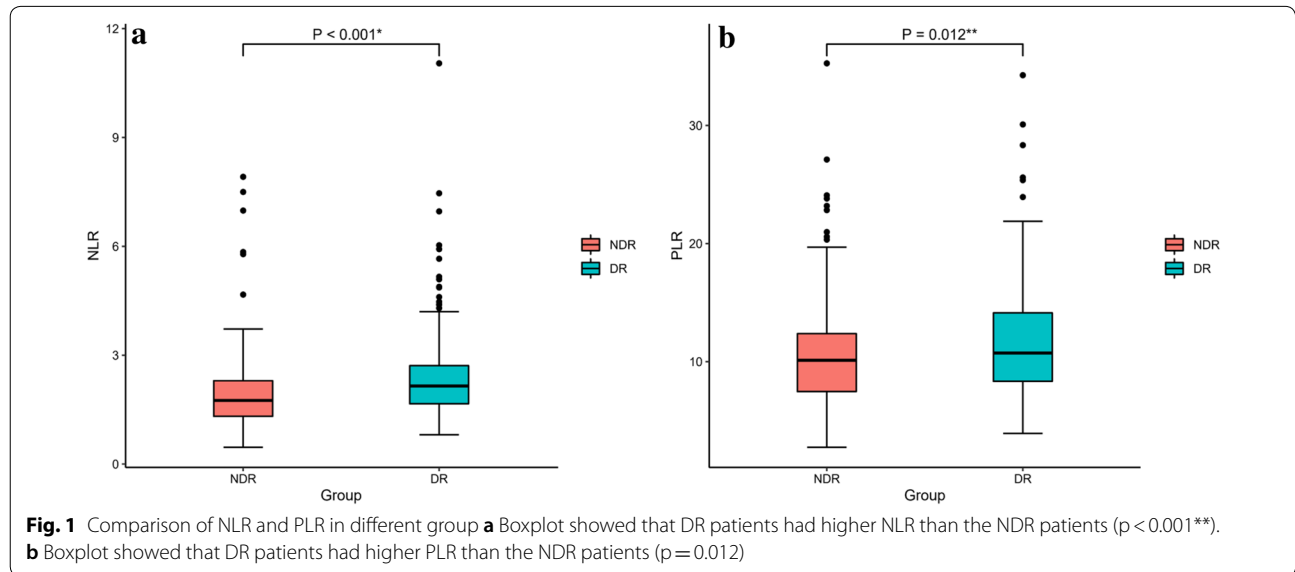 a
P < 0.001*
12
9
6
3
0
NLR
NDR
DR
Group
NDR
DR
b
P = 0.012**
30
20
10
PLR
NDR
DR
Group
NDR
DR
Fig. 1 Comparison of NLR and PLR in different group a Boxplot showed that DR patients had higher NLR than the NDR patients (p < 0.001**).
b Boxplot showed that DR patients had higher PLR than the NDR patients (p = 0.012)